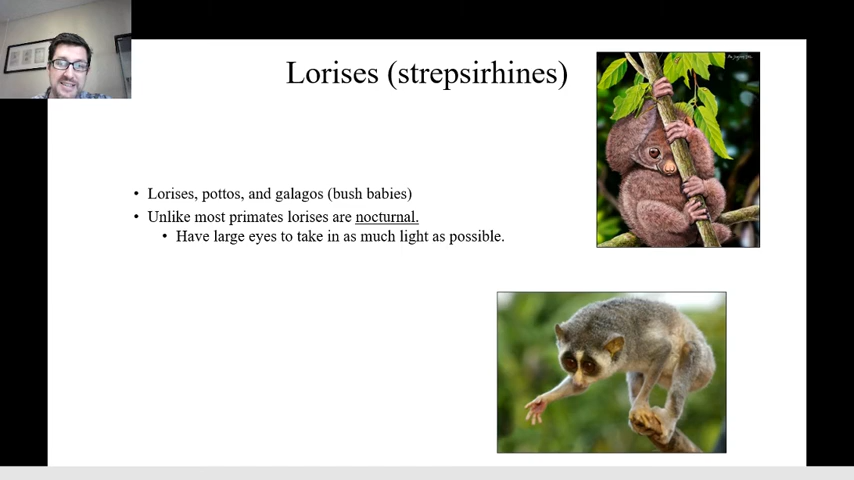 Lorises (strepsirhines)
• Lorises, pottos, and galagos (bush babies)
• Unlike most primates lorises are nocturnal.
• Have large eyes to take in as much light as possible.